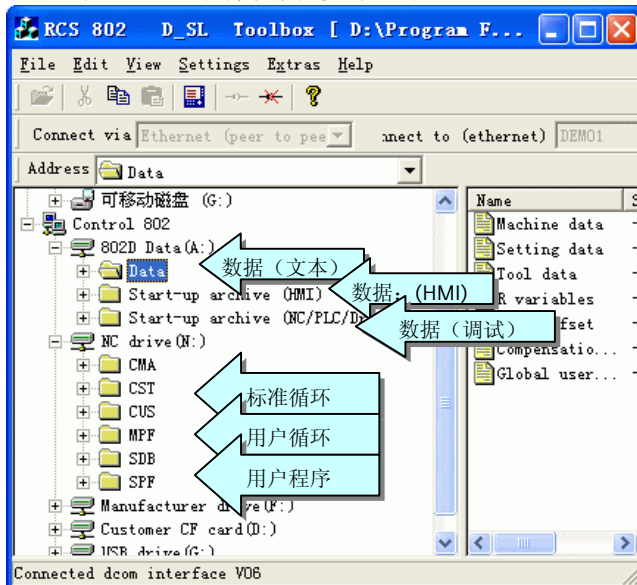 RCS 802 D_SL Toolbox [ D:\Program F...
File Edit View Settings Extras Help
Connect via Ethernet (peer to pee nnect to (ethernet) DEMO1
Address Data
可移动磁盘 (G:)
Control 802
802D Data(A:)
Data
Start-up archive (HMI)
Start-up archive (NC/PLC/D
NC drive(N:)
CMA
CST
CUS
MPF
SDB
SPF
Manufacturer drive(F:)
Customer CF card(D:)
USB drive(G:)
数据（文本）
数据：(HMI)
数据（调试）
标准循环
用户循环
用户程序
Name
Machine data
Setting data
Tool data
R variables
fset
Compensatio...
Global user...
Connected dcom interface V06